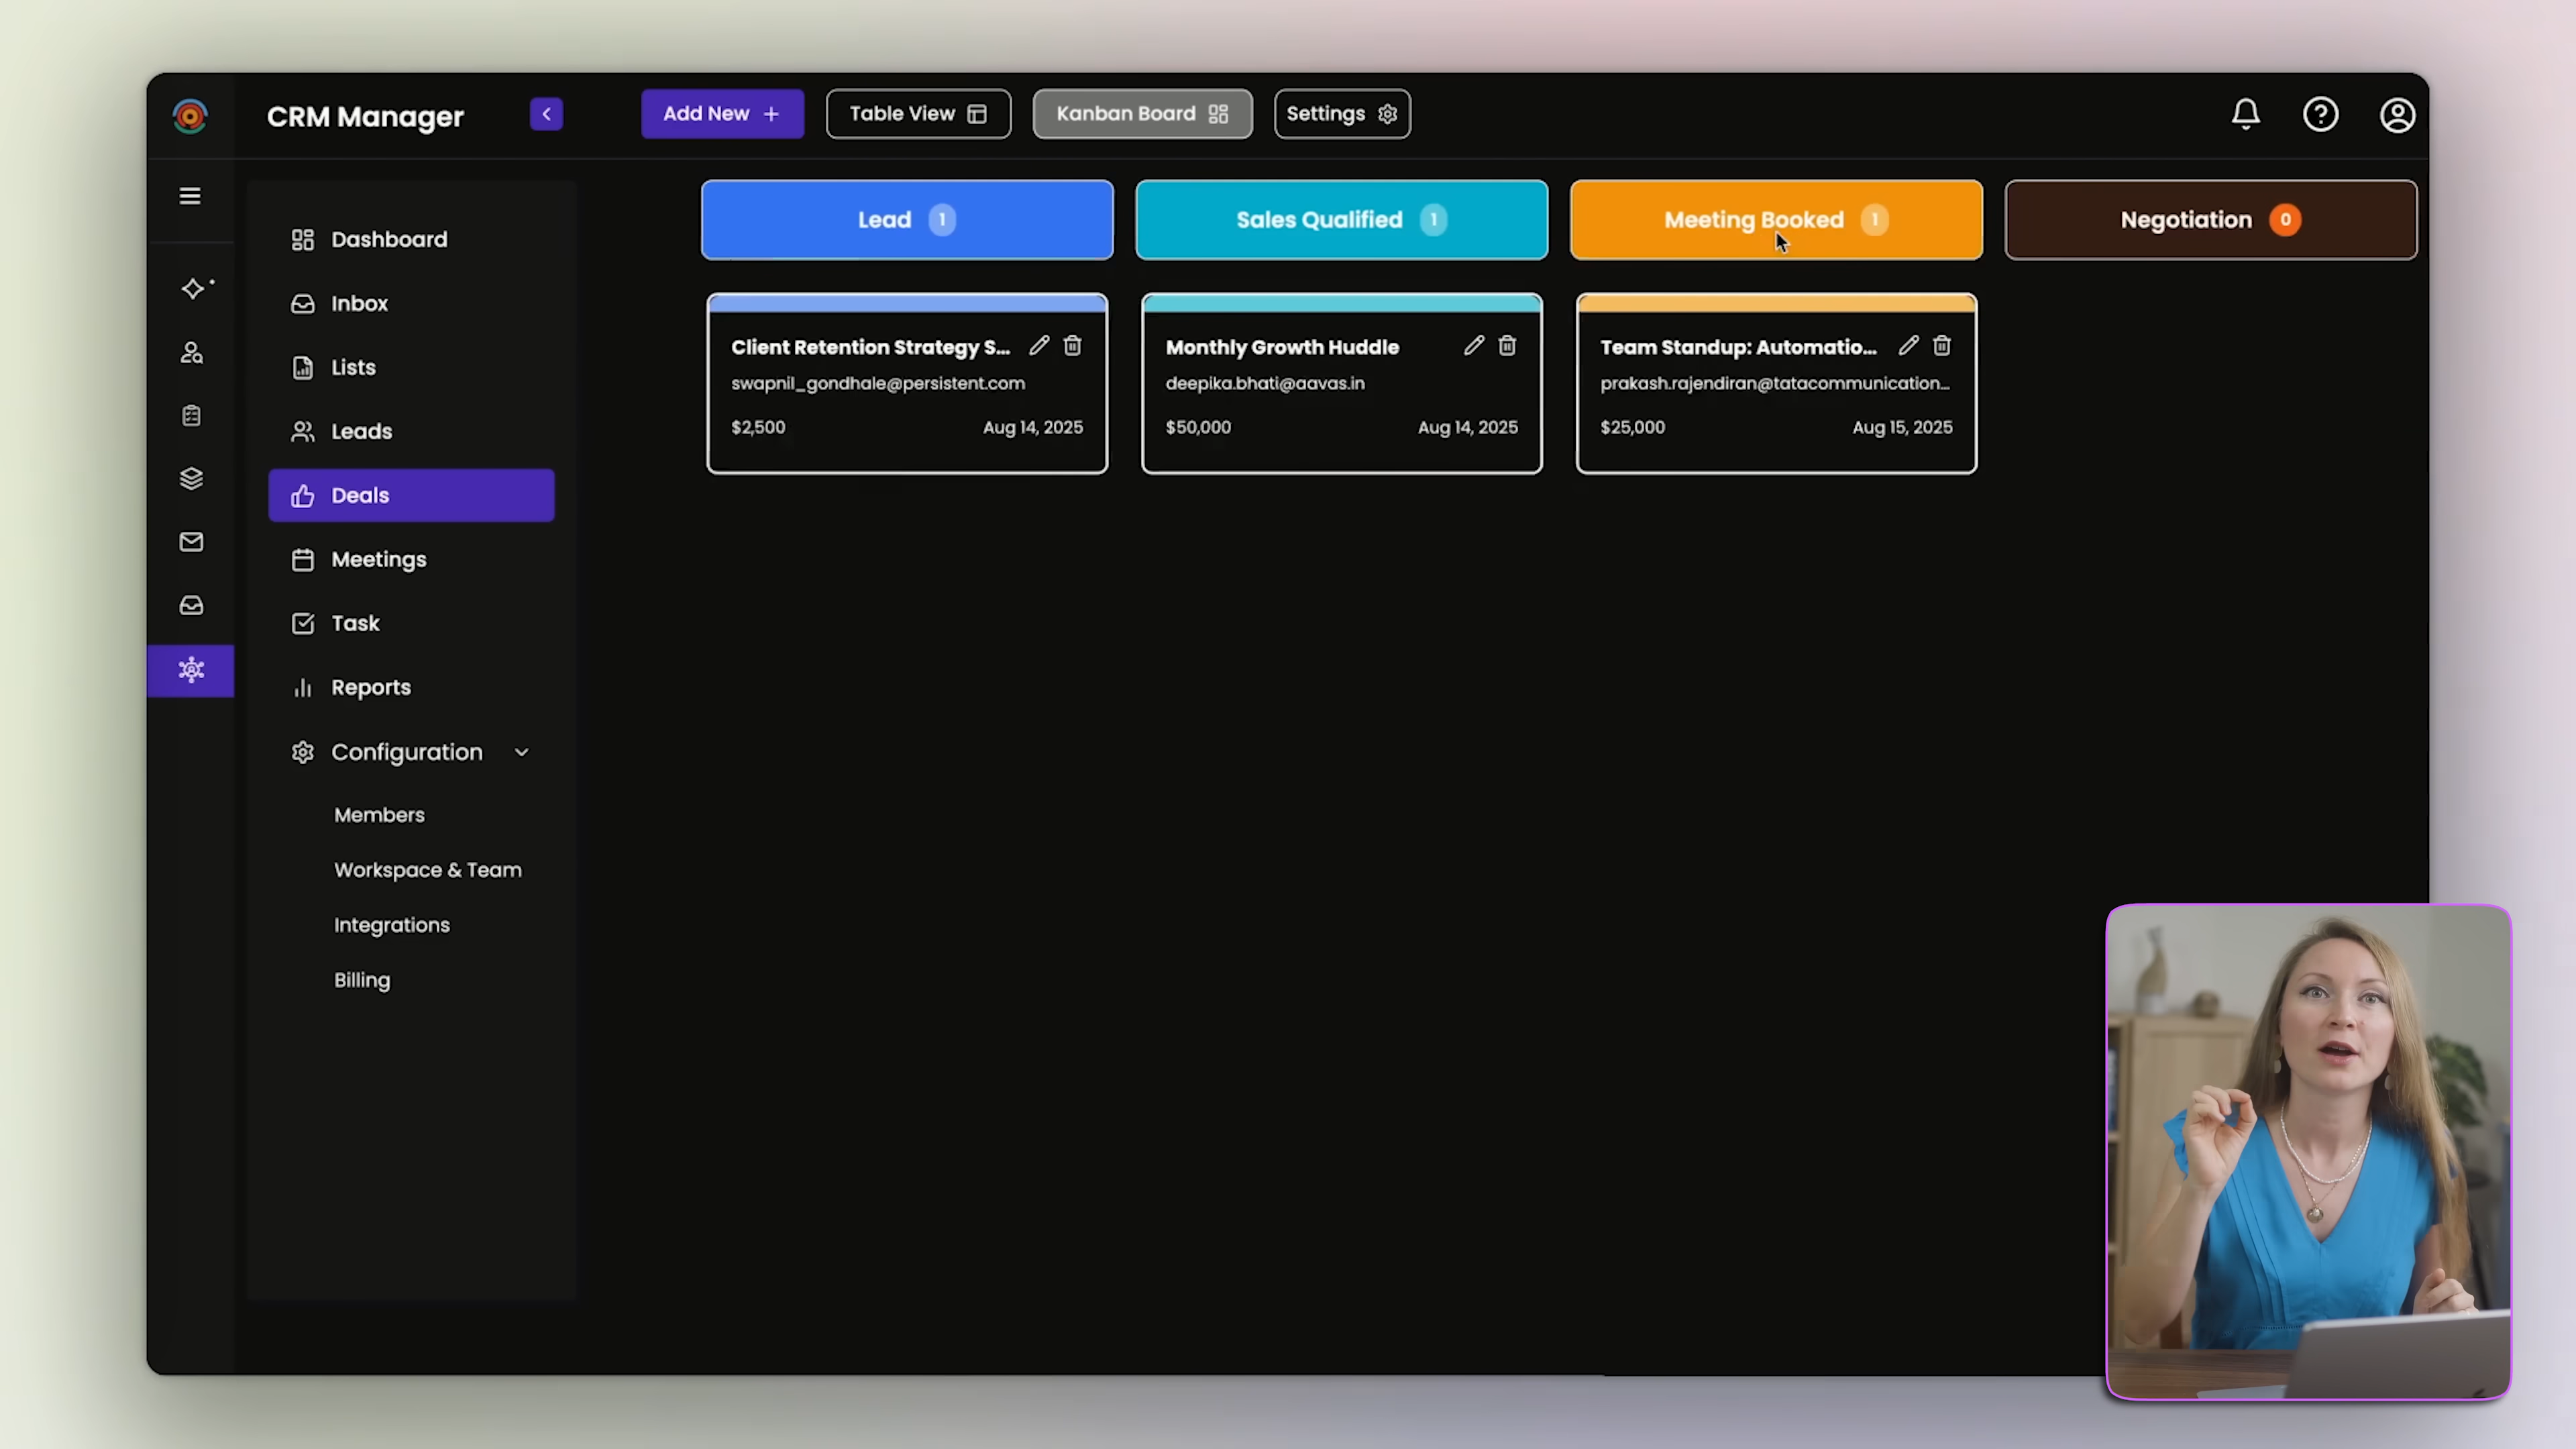 CRM Manager
Add New
Table View
Kanban Board
Settings
Dashboard
Inbox
Lists
Leads
Deals
Meetings
Task
Reports
Configuration
Members
Workspace & Team
Integrations
Billing
Lead 1
Sales Qualified 1
Meeting Booked 1
Negotiation 0
Client Retention Strategy S...
swapnil_gondhale@persistent.com
$2,500 Aug 14, 2025
Monthly Growth Huddle
deepika.bhati@aavas.in
$50,000 Aug 14, 2025
Team Standup: Automatio...
prakash.rajendiran@tatacommunication...
$25,000 Aug 15, 2025